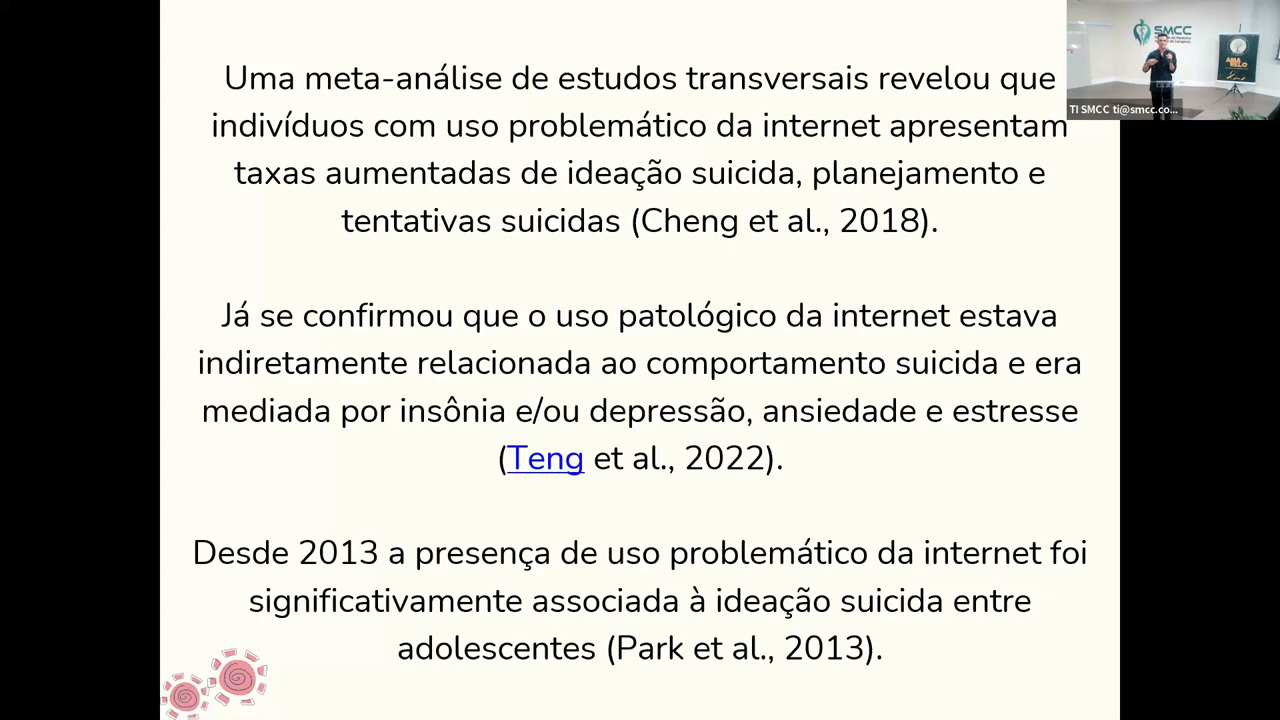 Uma meta-análise de estudos transversais revelou que
indivíduos com uso problemático da internet apresentam
taxas aumentadas de ideação suicida, planejamento e
tentativas suicidas (Cheng et al., 2018).
Já se confirmou que o uso patológico da internet estava
indiretamente relacionada ao comportamento suicida e era
mediada por insônia e/ou depressão, ansiedade e estresse
(Teng et al., 2022).
Desde 2013 a presença de uso problemático da internet foi
significativamente associada à ideação suicida entre
adolescentes (Park et al., 2013).
SMCC
TI SMCC ti@smcc.co...